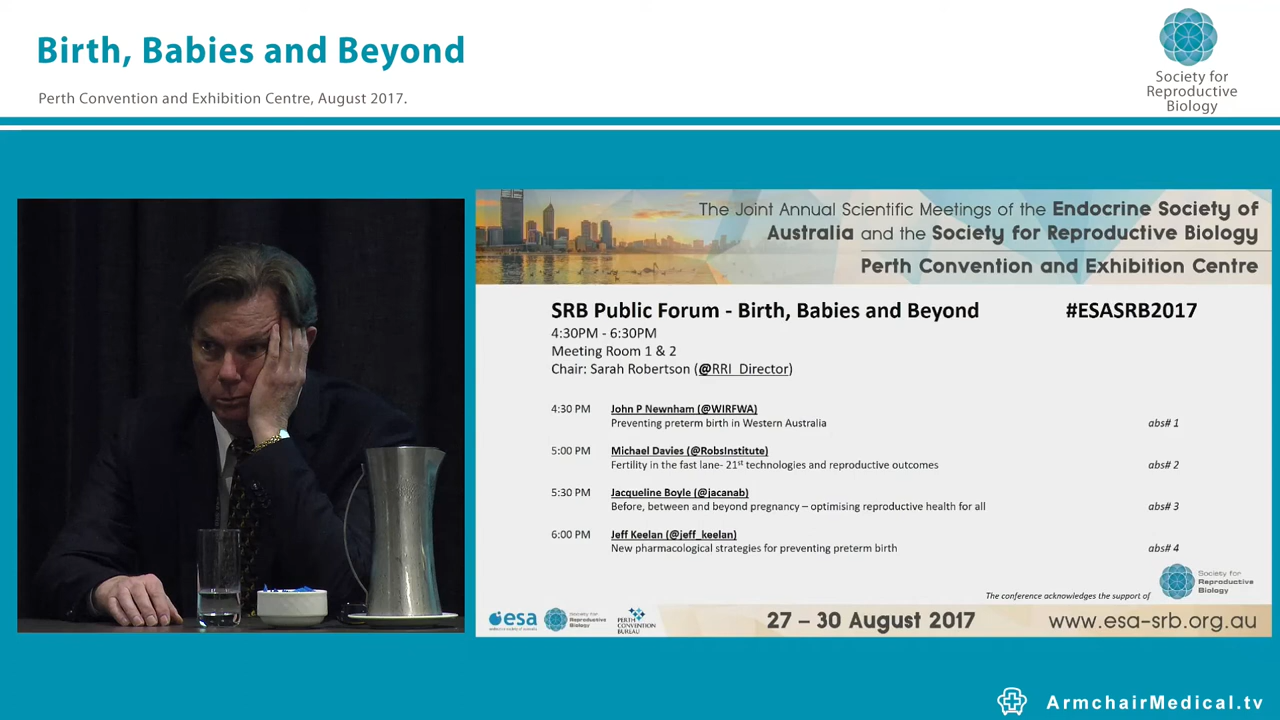 Birth, Babies and Beyond
Perth Convention and Exhibition Centre, August 2017.
Society for
Reproductive
Biology
The Joint Annual Scientific Meetings of the Endocrine Society of
Australia and the Society for Reproductive Biology
Perth Convention and Exhibition Centre
SRB Public Forum - Birth, Babies and Beyond #ESASRB2017
4:30PM - 6:30PM
Meeting Room 1 & 2
Chair: Sarah Robertson (@RRI_Director)
4:30 PM John P Newnham (@WIRFWA)
Preventing preterm birth in Western Australia abs# 1
5:00 PM Michael Davies (@RobsInstitute)
Fertility in the fast lane- 21st technologies and reproductive outcomes abs# 2
5:30 PM Jacqueline Boyle (@jacanab)
Before, between and beyond pregnancy – optimising reproductive health for all abs# 3
6:00 PM Jeff Keelan (@jeff_keelan)
New pharmacological strategies for preventing preterm birth abs# 4
The conference acknowledges the support of
Society for
Reproductive
Biology
esa
Society for
Reproductive
Biology
PERTH
CONVENTION
BUREAU
27 – 30 August 2017
www.esa-srb.org.au
ArmchairMedical.tv